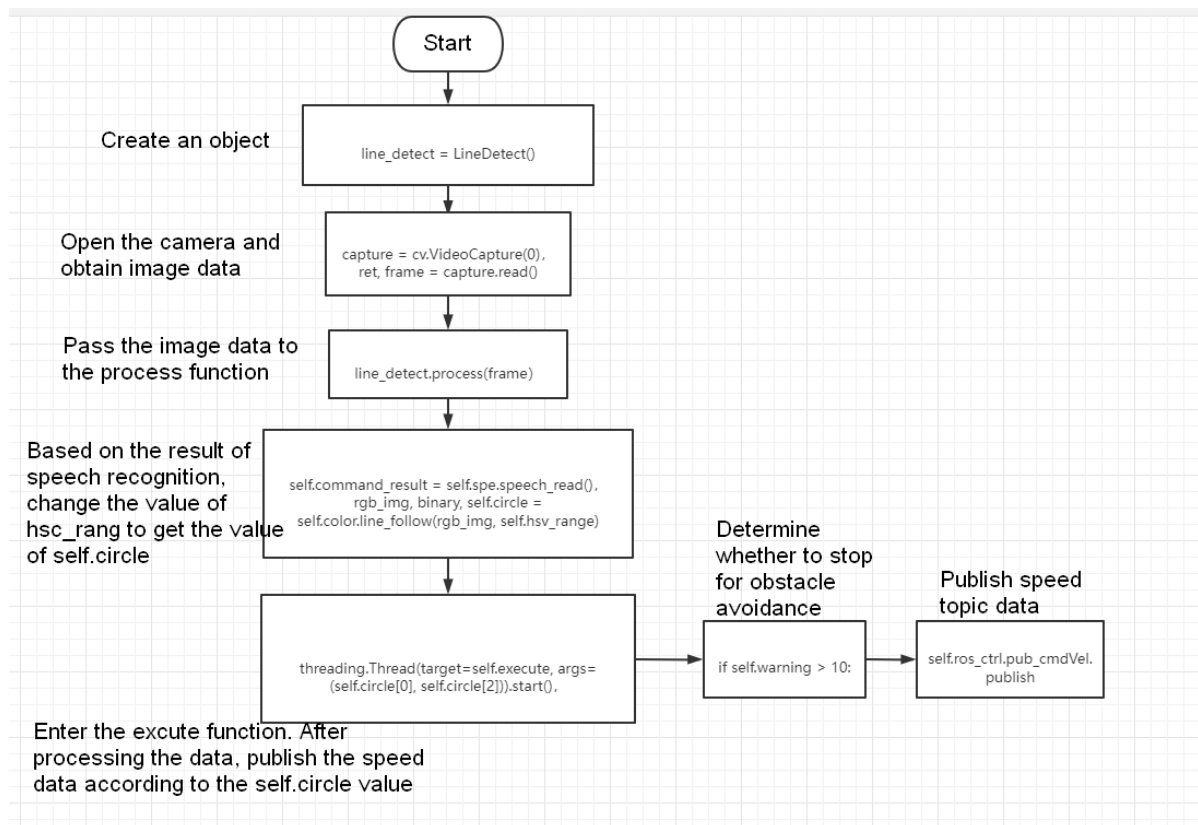 Start
Create an object
line_detect = LineDetect()
Open the camera and
obtain image data
capture = cv.VideoCapture(0),
ret, frame = capture.read()
Pass the image data to
the process function
line_detect.process(frame)
Based on the result of
speech recognition,
change the value of
hsc_rang to get the value
of self.circle
self.command_result = self.spe.speech_read(),
rgb_img, binary, self.circle =
self.color.line_follow(rgb_img, self.hsv_range)
threading.Thread(target=self.execute, args=
(self.circle[0], self.circle[2])).start(),
Enter the excute function. After
processing the data, publish the speed
data according to the self.circle value
Determine
whether to stop
for obstacle
avoidance
if self.warning > 10:
Publish speed
topic data
self.ros_ctrl.pub_cmdVel.
publish